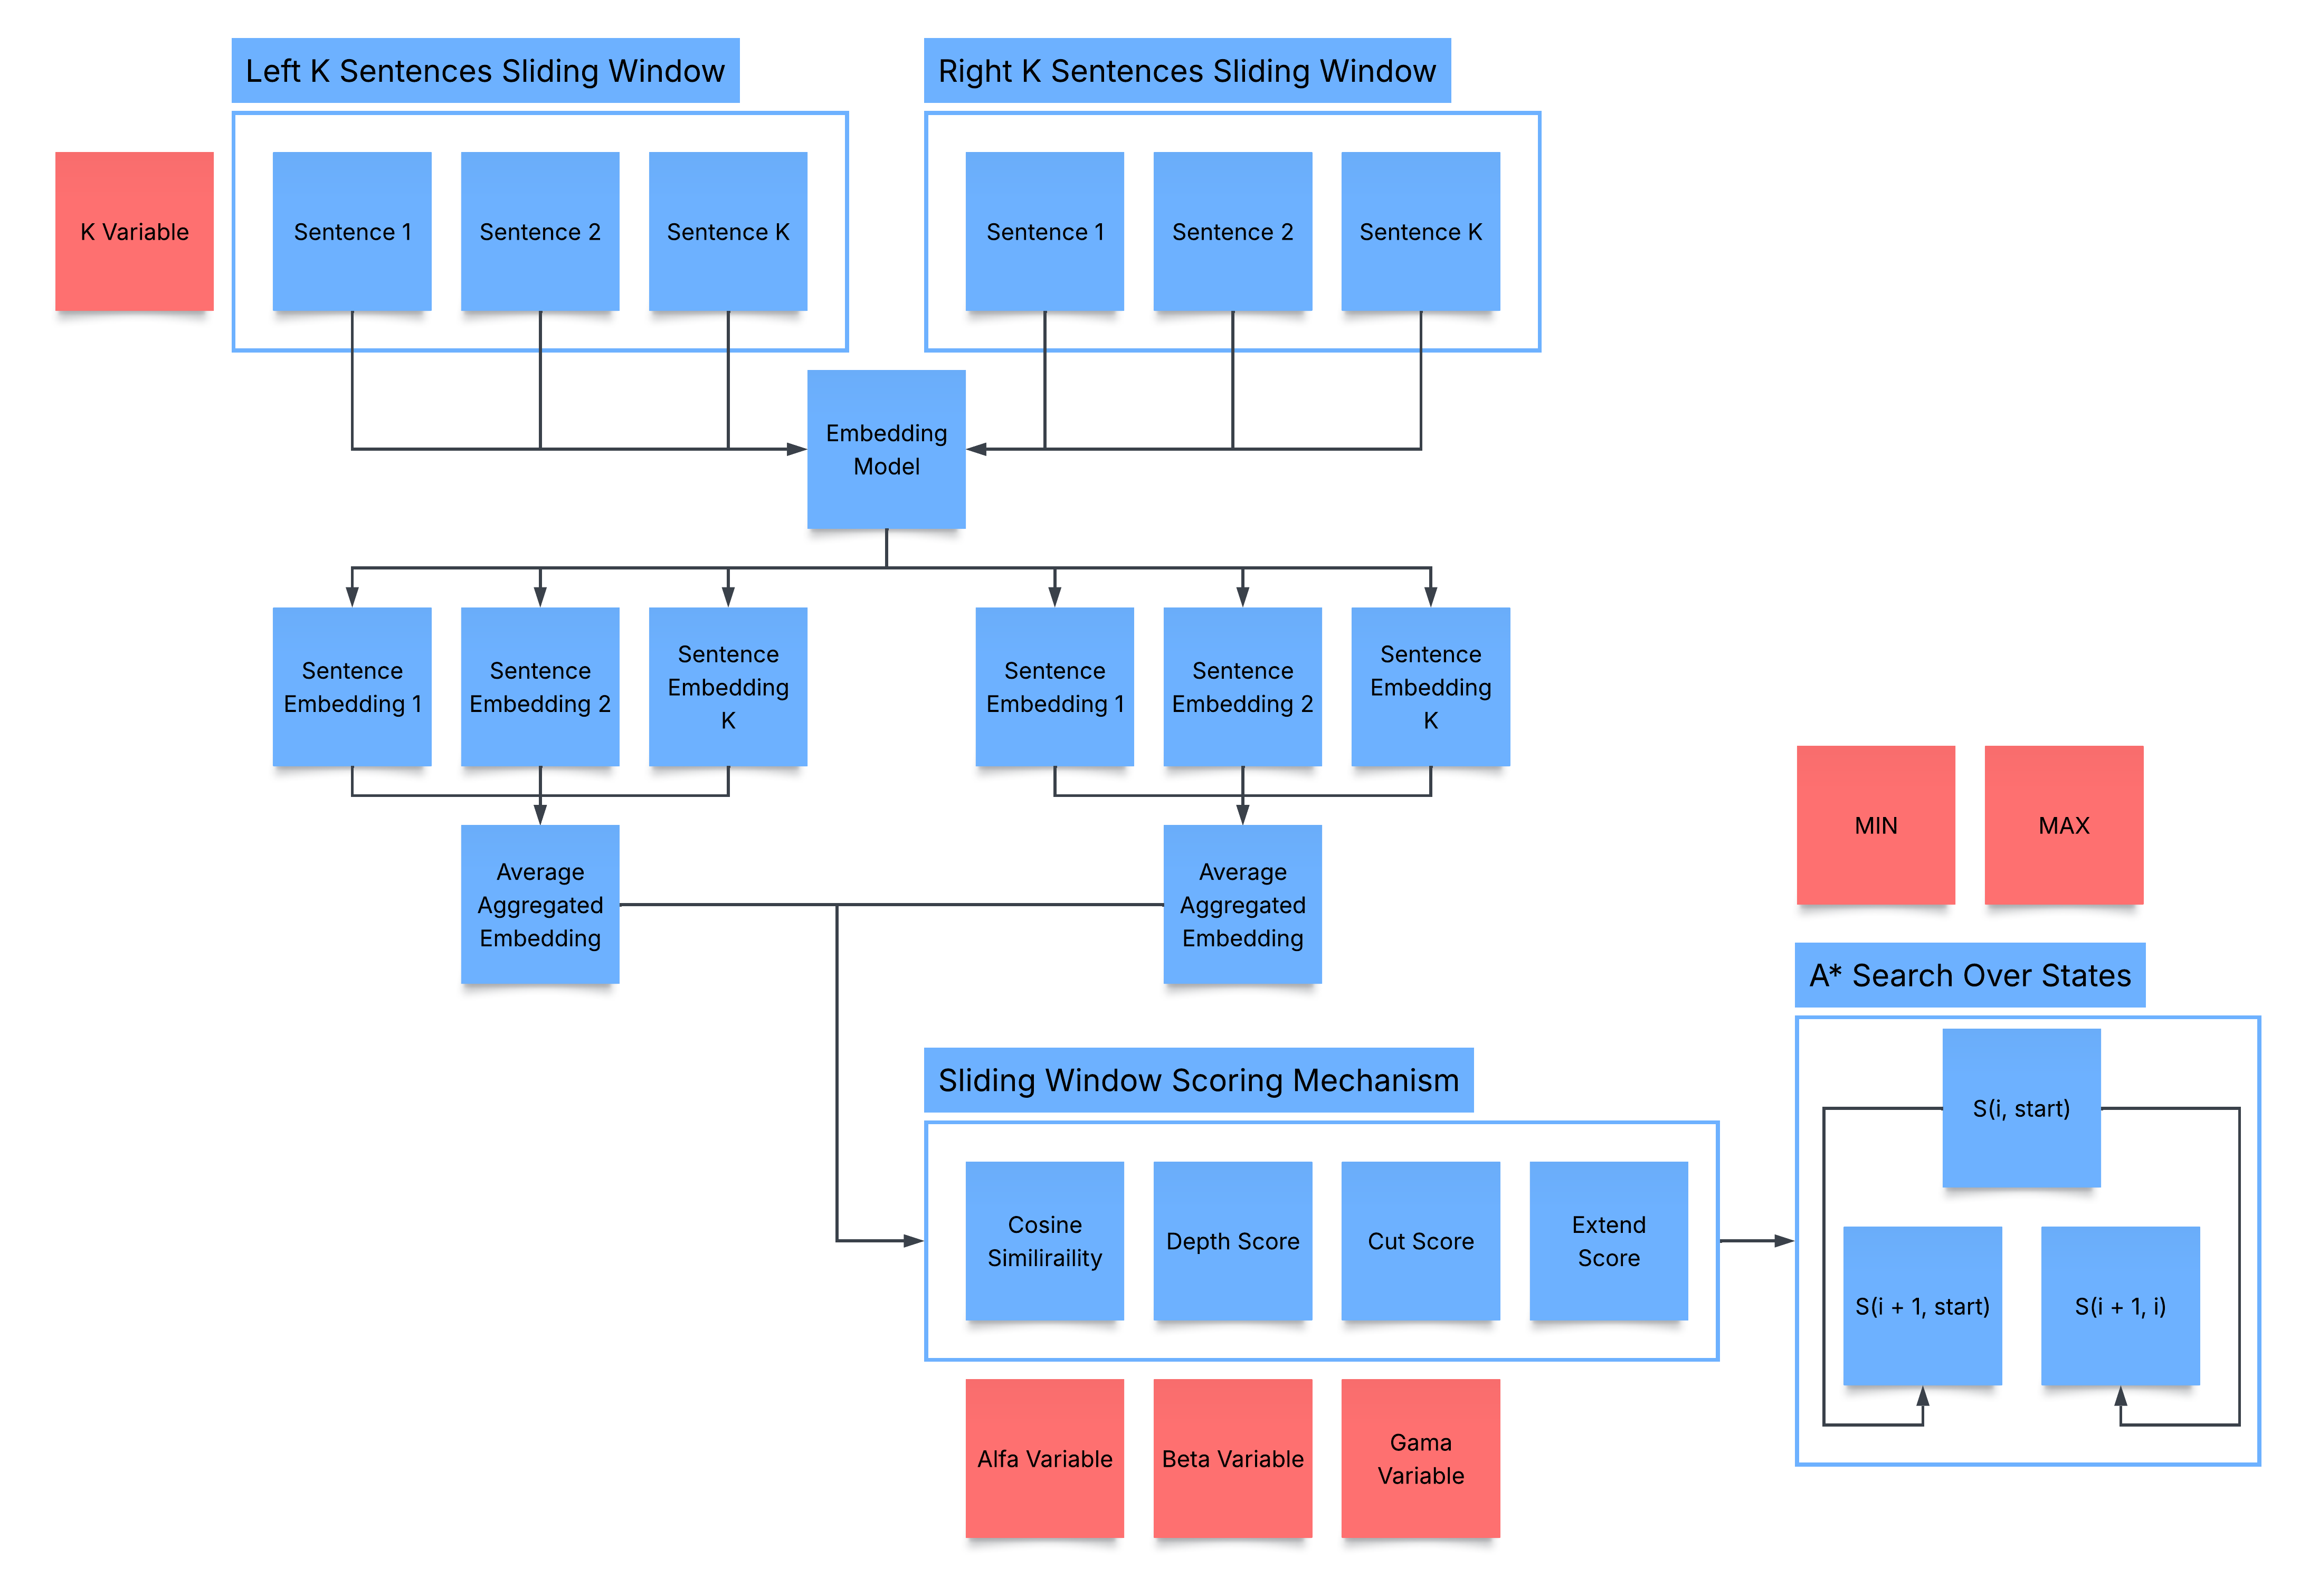 Left K Sentences Sliding Window
Right K Sentences Sliding Window
K Variable
Sentence 1
Sentence 2
Sentence K
Sentence 1
Sentence 2
Sentence K
Embedding
Model
Sentence
Embedding 1
Sentence
Embedding 2
Sentence
Embedding
K
Sentence
Embedding 1
Sentence
Embedding 2
Sentence
Embedding
K
Average
Aggregated
Embedding
Average
Aggregated
Embedding
MIN
MAX
A* Search Over States
S(i, start)
S(i + 1, start)
S(i + 1, i)
Sliding Window Scoring Mechanism
Cosine
Similiraility
Depth Score
Cut Score
Extend
Score
Alfa Variable
Beta Variable
Gama
Variable